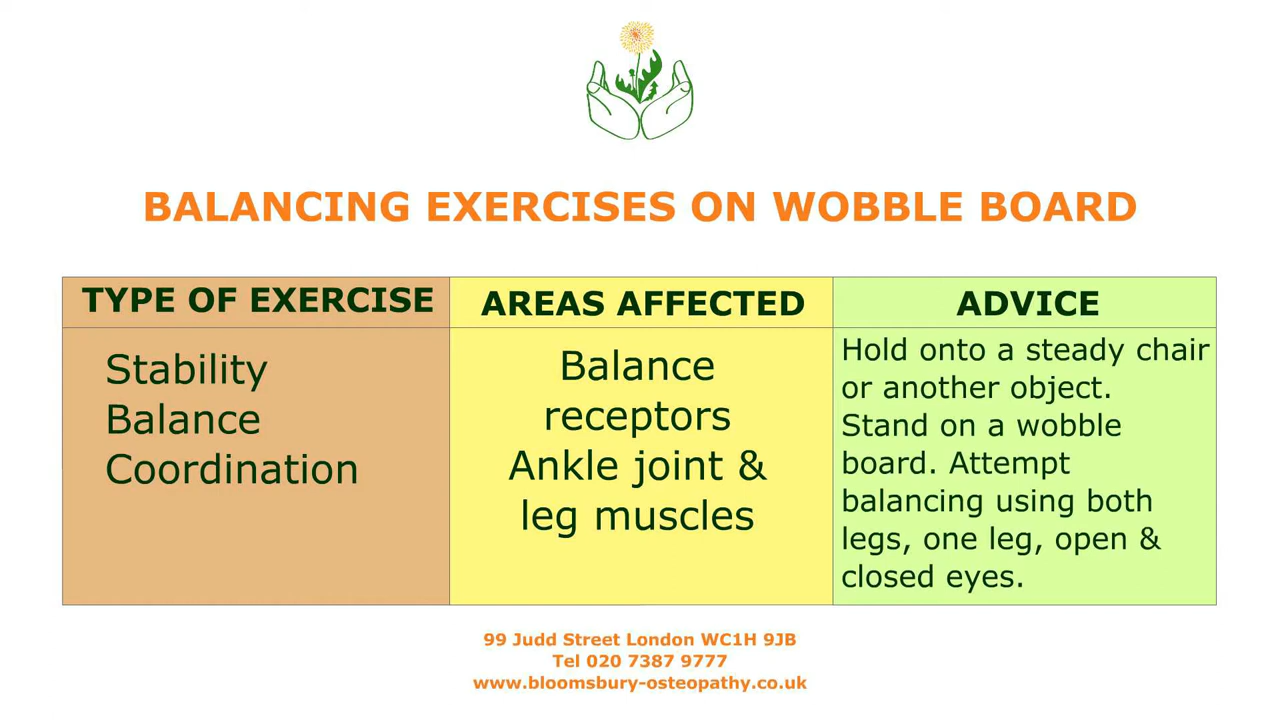 BALANCING EXERCISES ON WOBBLE BOARD
TYPE OF EXERCISE
Stability
Balance
Coordination
AREAS AFFECTED
Balance
receptors
Ankle joint &
leg muscles
ADVICE
Hold onto a steady chair
or another object.
Stand on a wobble
board. Attempt
balancing using both
legs, one leg, open &
closed eyes.
99 Judd Street London WC1H 9JB
Tel 020 7387 9777
www.bloomsbury-osteopathy.co.uk